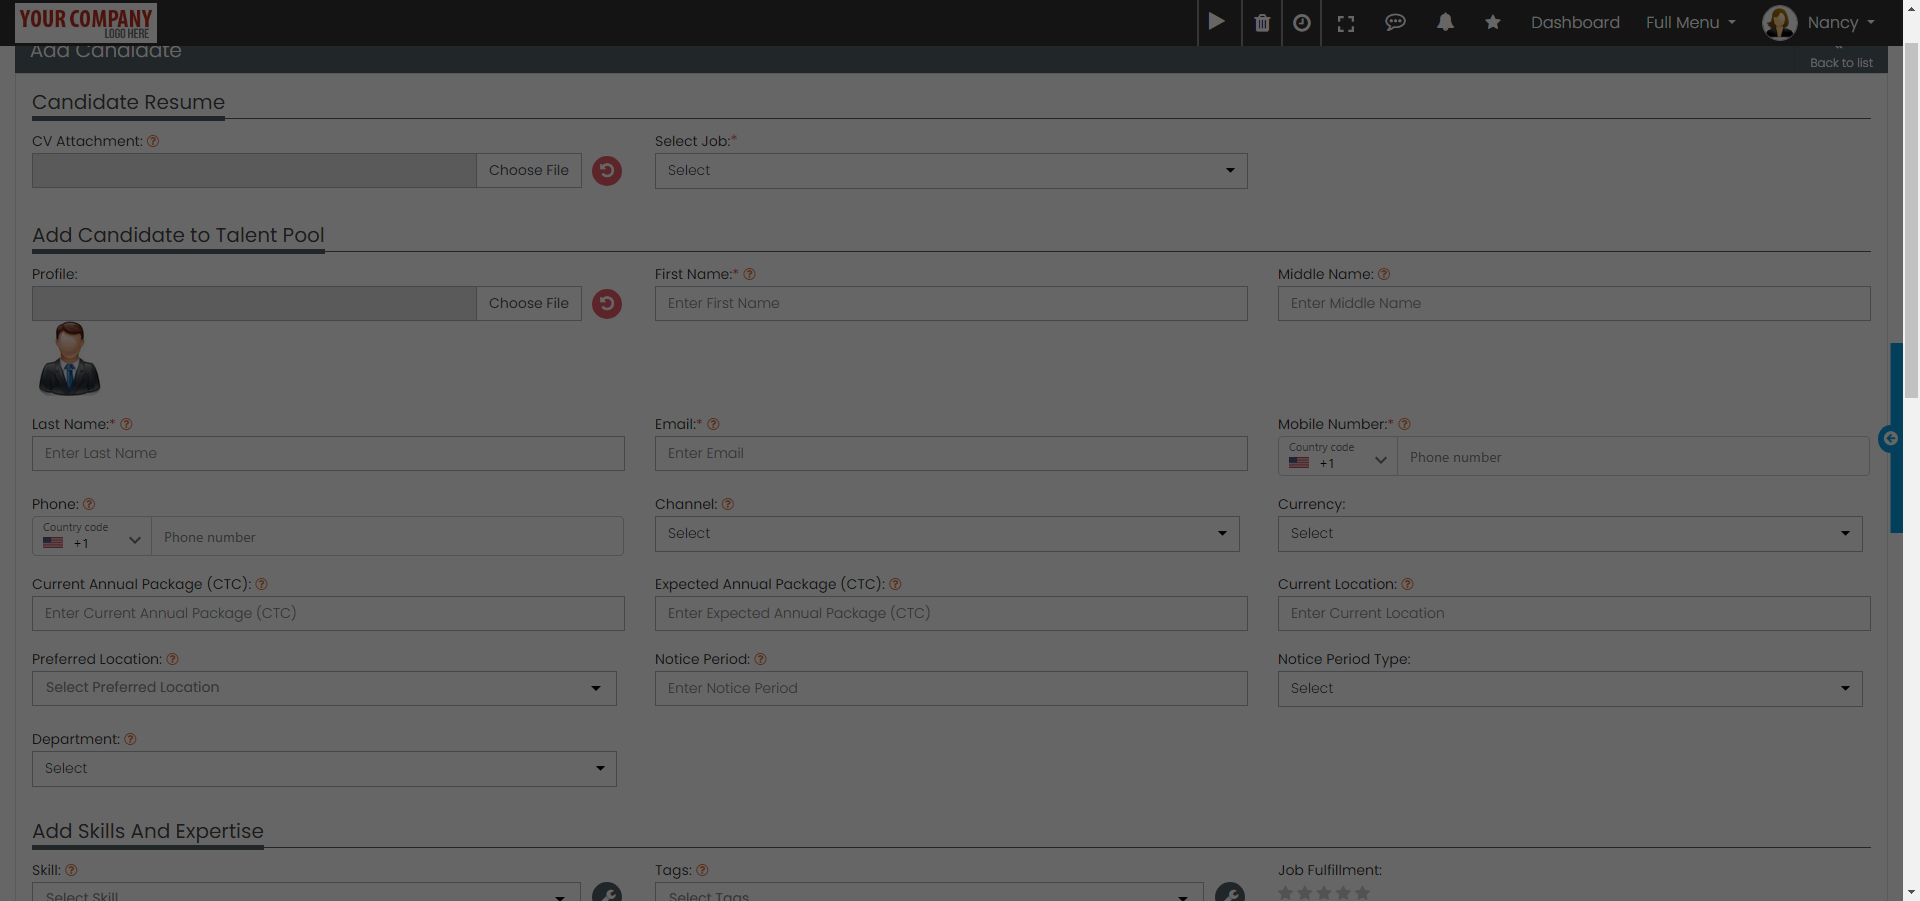 YOUR COMPANY
LOGO HERE
Dashboard
Full Menu
Nancy
Add Candidate
Back to list
Candidate Resume
CV Attachment:
Select Job:*
Choose File
Select
Add Candidate to Talent Pool
Profile:
First Name:*
Middle Name:
Choose File
Enter First Name
Enter Middle Name
Last Name:*
Email:*
Mobile Number:*
Enter Last Name
Enter Email
Country code
+1
Phone number
Phone:
Channel:
Currency:
Country code
+1
Phone number
Select
Select
Current Annual Package (CTC):
Expected Annual Package (CTC):
Current Location:
Enter Current Annual Package (CTC)
Enter Expected Annual Package (CTC)
Enter Current Location
Preferred Location:
Notice Period:
Notice Period Type:
Select Preferred Location
Enter Notice Period
Select
Department:
Select
Add Skills And Expertise
Skill:
Tags:
Job Fulfillment:
Select Skill
Select Tags